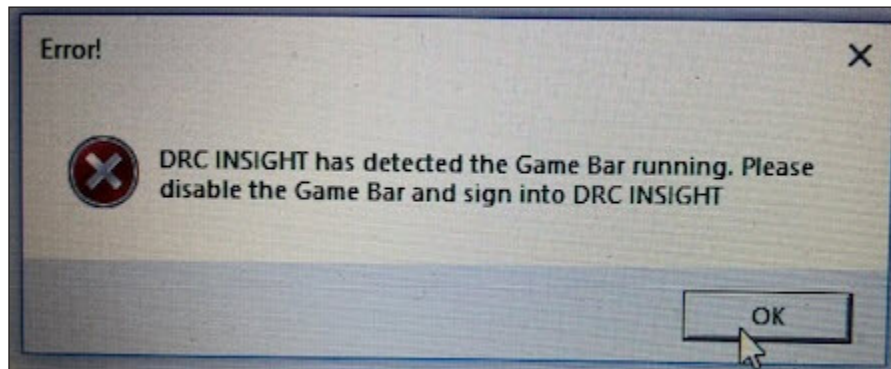 Error!
DRC INSIGHT has detected the Game Bar running. Please
disable the Game Bar and sign into DRC INSIGHT
OK